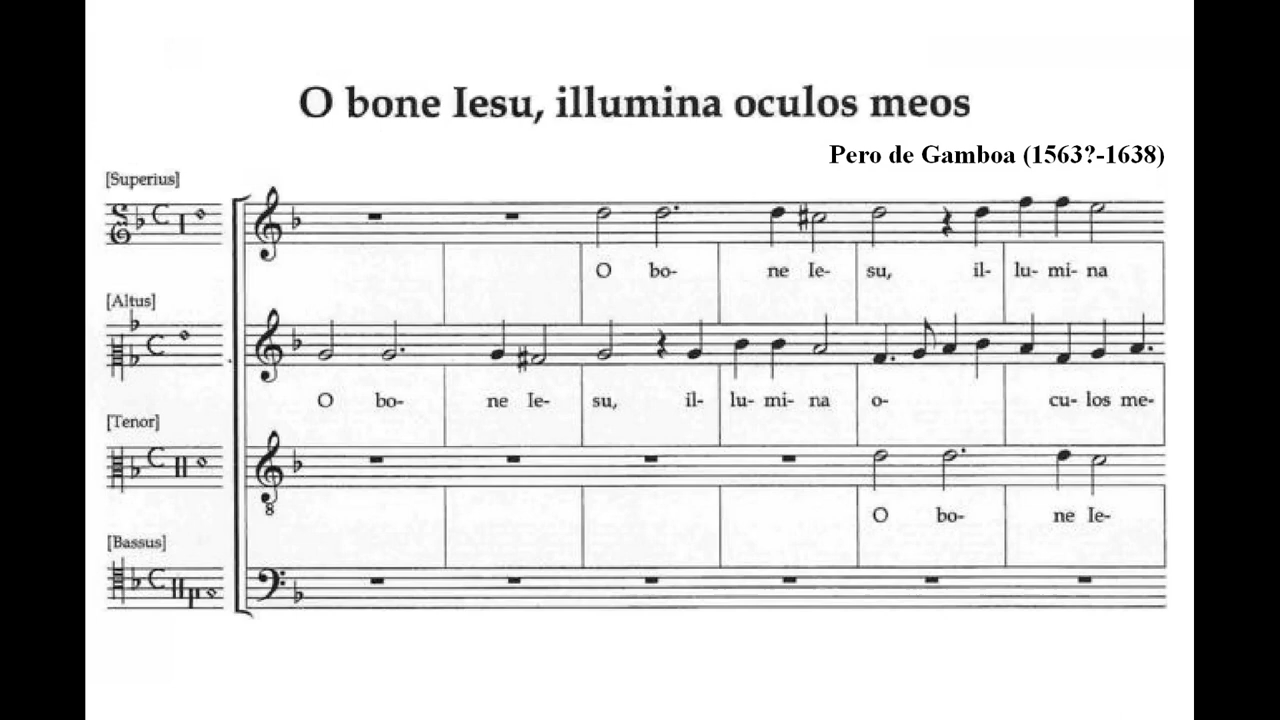 O bone Iesu, illumina oculos meos
Pero de Gamboa (1563?-1638)
[Superius]
O bo- ne Ie- su, il- lu- mi- na
[Altus]
O bo- ne Ie- su, il- lu- mi- na o- cu- los me-
[Tenor]
8
O bo- ne Ie-
[Bassus]